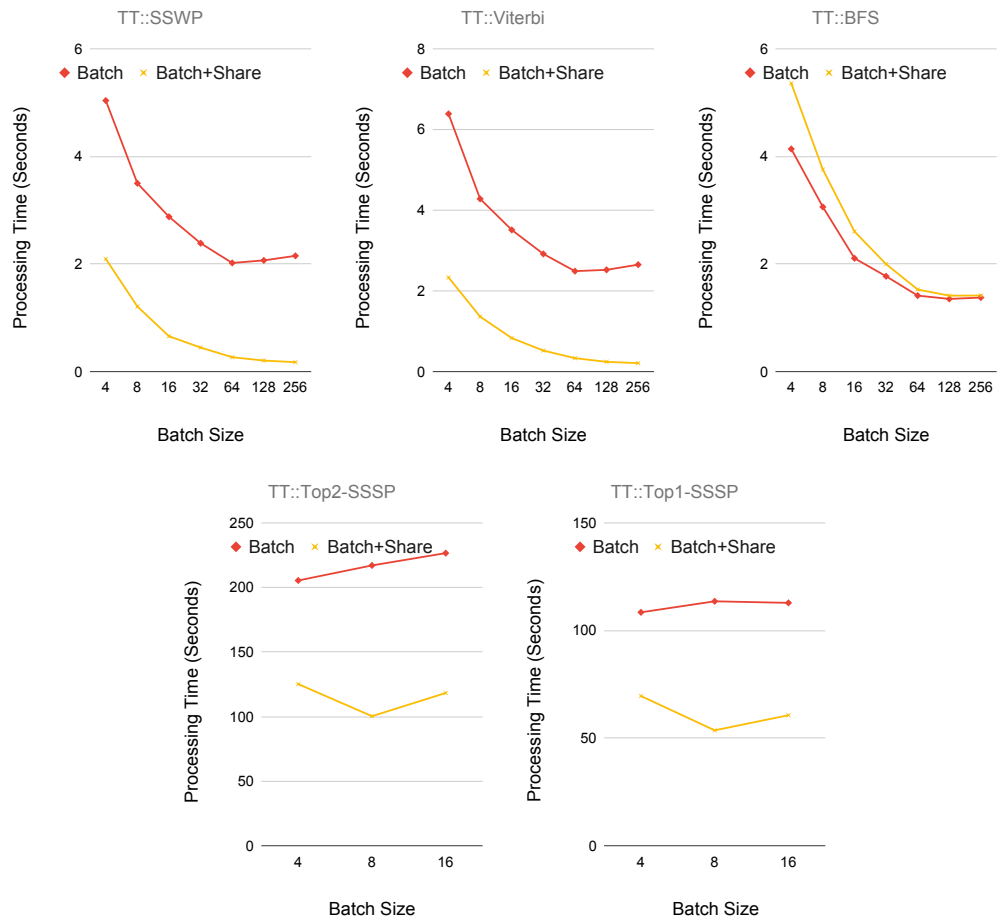 TT::SSWP
Batch Batch+Share
Processing Time (Seconds)
6
4
2
0
4 8 16 32 64 128 256
Batch Size
TT::Viterbi
Batch Batch+Share
Processing Time (Seconds)
8
6
4
2
0
4 8 16 32 64 128 256
Batch Size
TT::BFS
Batch Batch+Share
Processing Time (Seconds)
6
4
2
0
4 8 16 32 64 128 256
Batch Size
TT::Top2-SSSP
Batch Batch+Share
Processing Time (Seconds)
250
200
150
100
50
0
4 8 16
Batch Size
TT::Top1-SSSP
Batch Batch+Share
Processing Time (Seconds)
150
100
50
0
4 8 16
Batch Size